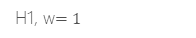 H1, w= 1